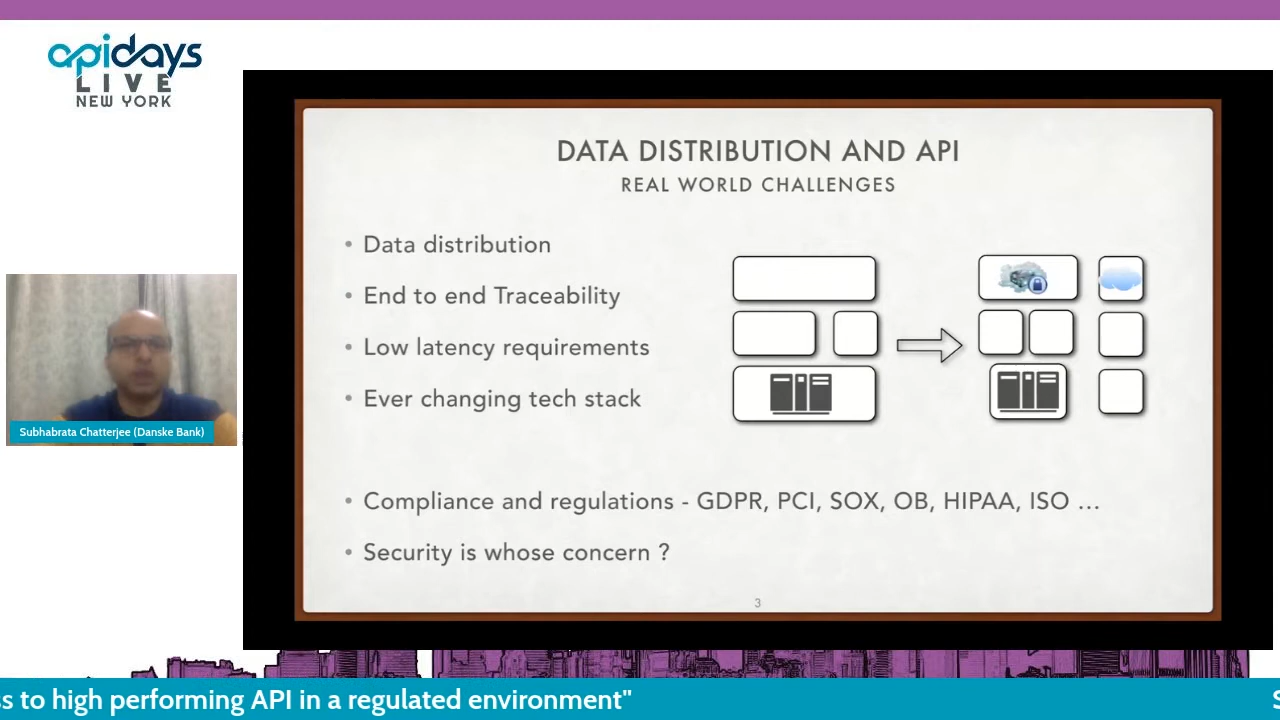 apidays
LIVE
NEW YORK
DATA DISTRIBUTION AND API
REAL WORLD CHALLENGES
• Data distribution
• End to end Traceability
• Low latency requirements
• Ever changing tech stack
• Compliance and regulations - GDPR, PCI, SOX, OB, HIPAA, ISO ...
• Security is whose concern ?
3
Subhabrata Chatterjee (Danske Bank)
to high performing API in a regulated environment"